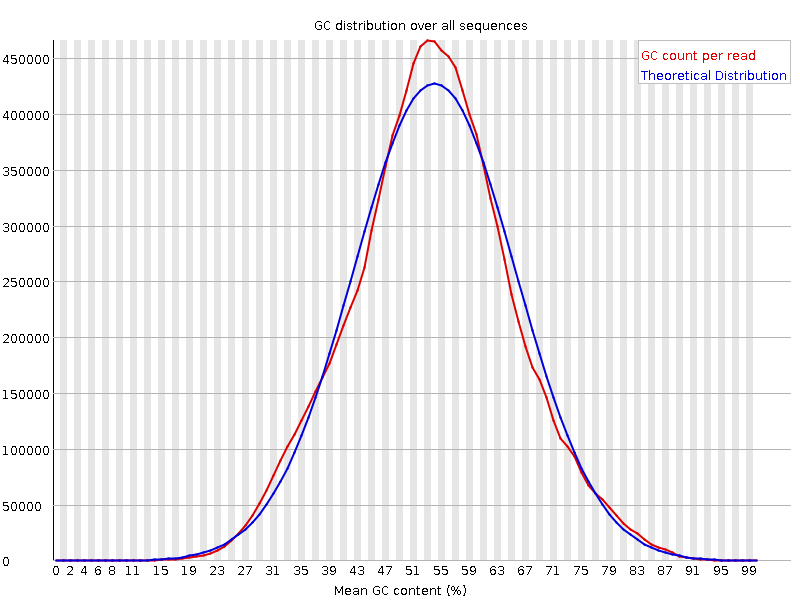 GC distribution over all sequences
GC count per read
Theoretical Distribution
450000
400000
350000
300000
250000
200000
150000
100000
50000
0
0 2 4 6 8 11 15 19 23 27 31 35 39 43 47 51 55 59 63 67 71 75 79 83 87 91 95 99
Mean GC content (%)